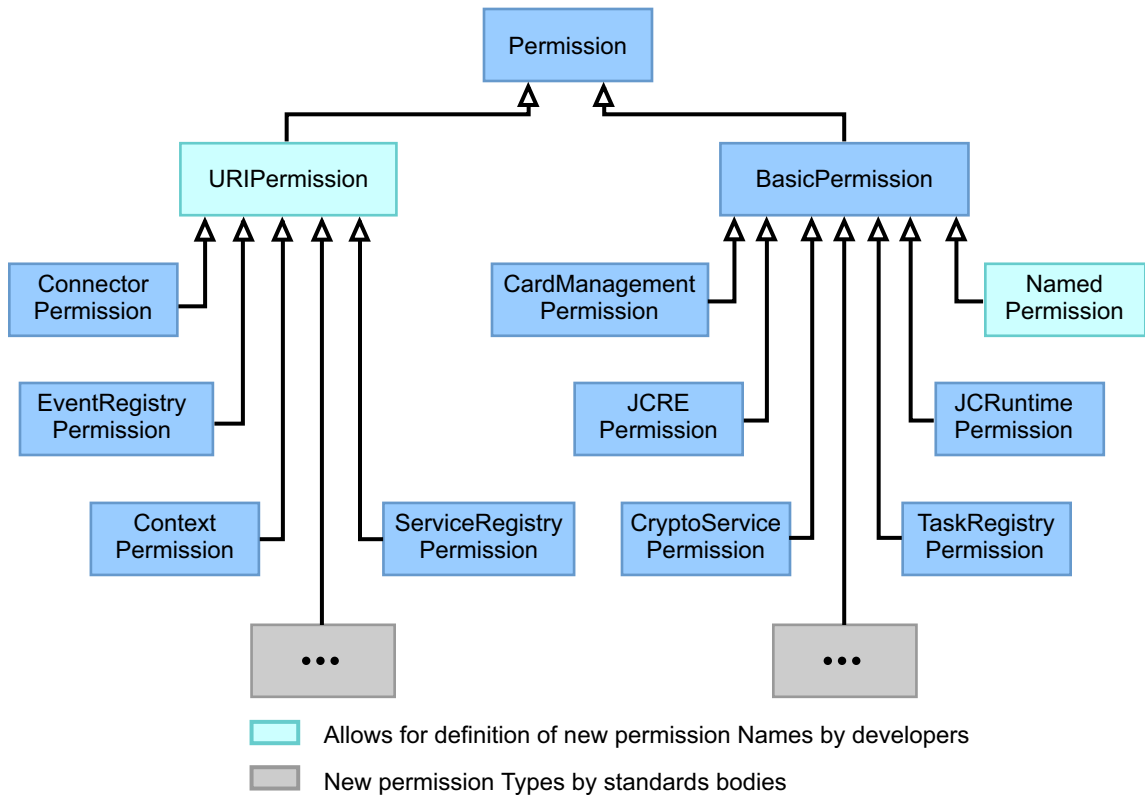 Permission
URIPermission
BasicPermission
Connector
Permission
CardManagement
Permission
Named
Permission
EventRegistry
Permission
JCRE
Permission
JCRuntime
Permission
Context
Permission
ServiceRegistry
Permission
CryptoService
Permission
TaskRegistry
Permission
•••
•••
Allows for definition of new permission Names by developers
New permission Types by standards bodies